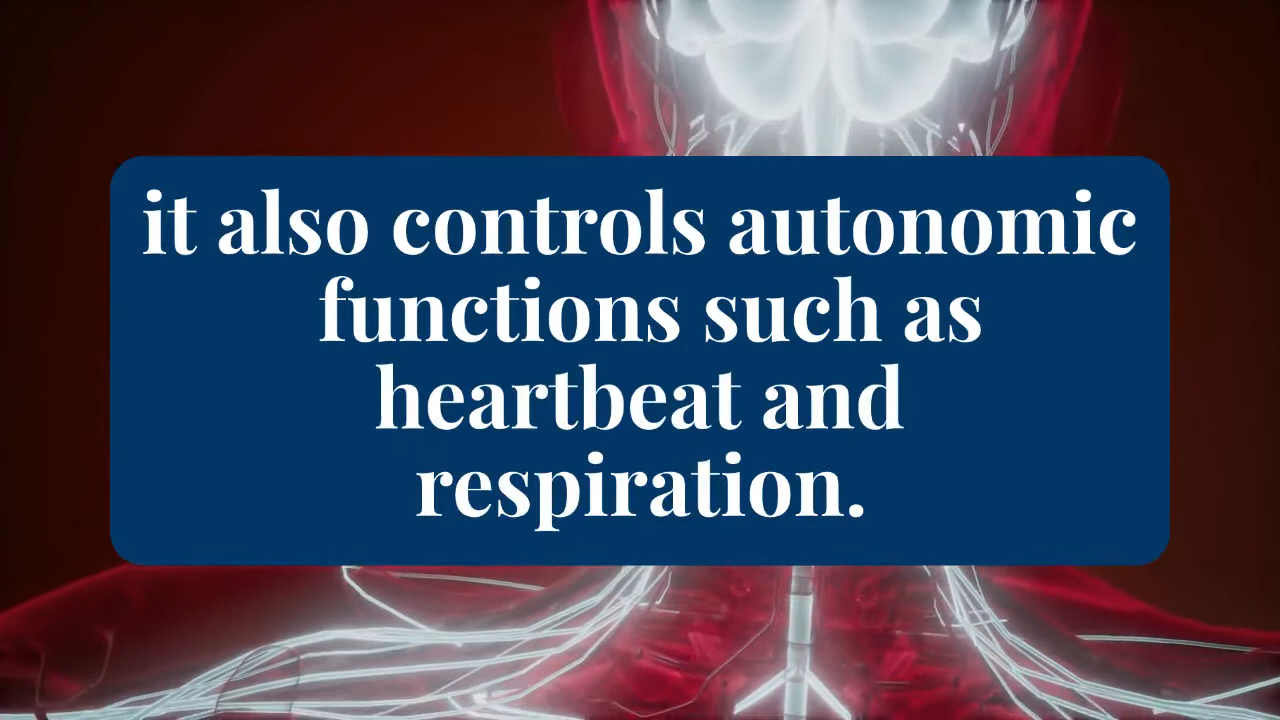 it also controls autonomic
functions such as
heartbeat and
respiration.